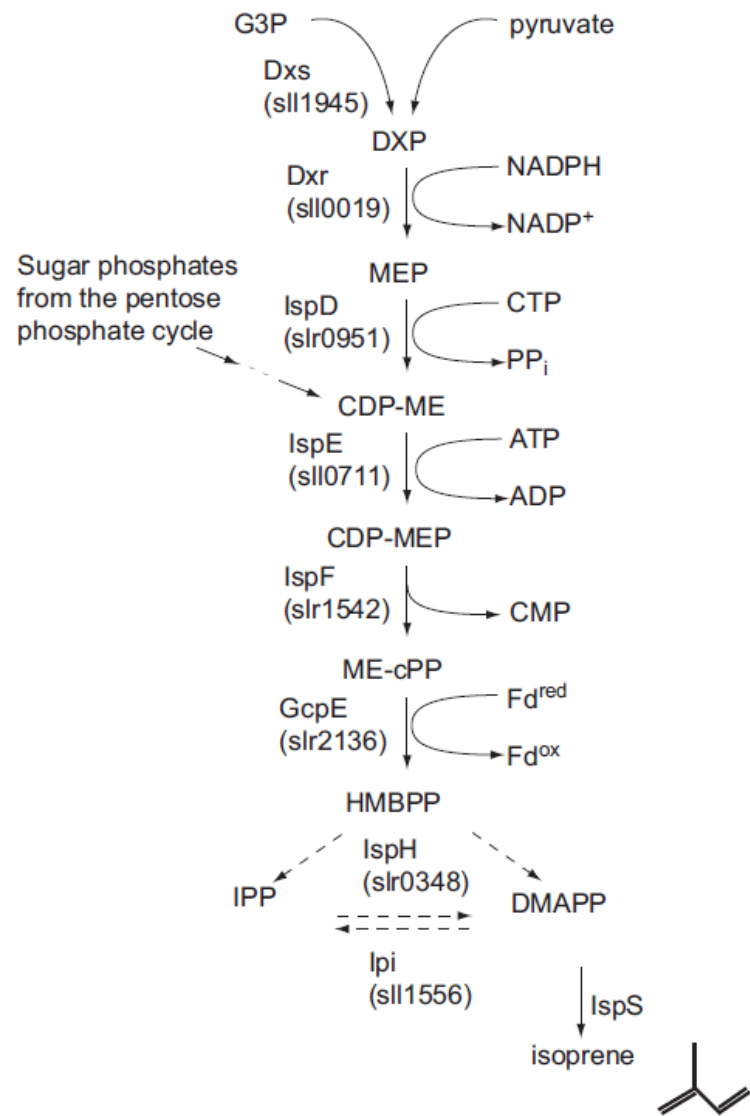 G3P
pyruvate
Dxs
(sll1945)
DXP
Dxr
(sll0019)
NADPH
NADP+
Sugar phosphates
from the pentose
phosphate cycle
MEP
IspD
(slr0951)
CTP
PPi
CDP-ME
IspE
(sll0711)
ATP
ADP
CDP-MEP
IspF
(slr1542)
CMP
ME-cPP
GcpE
(slr2136)
Fdred
Fdox
HMBPP
IspH
(slr0348)
IPP
DMAPP
Ipi
(sll1556)
IspS
isoprene